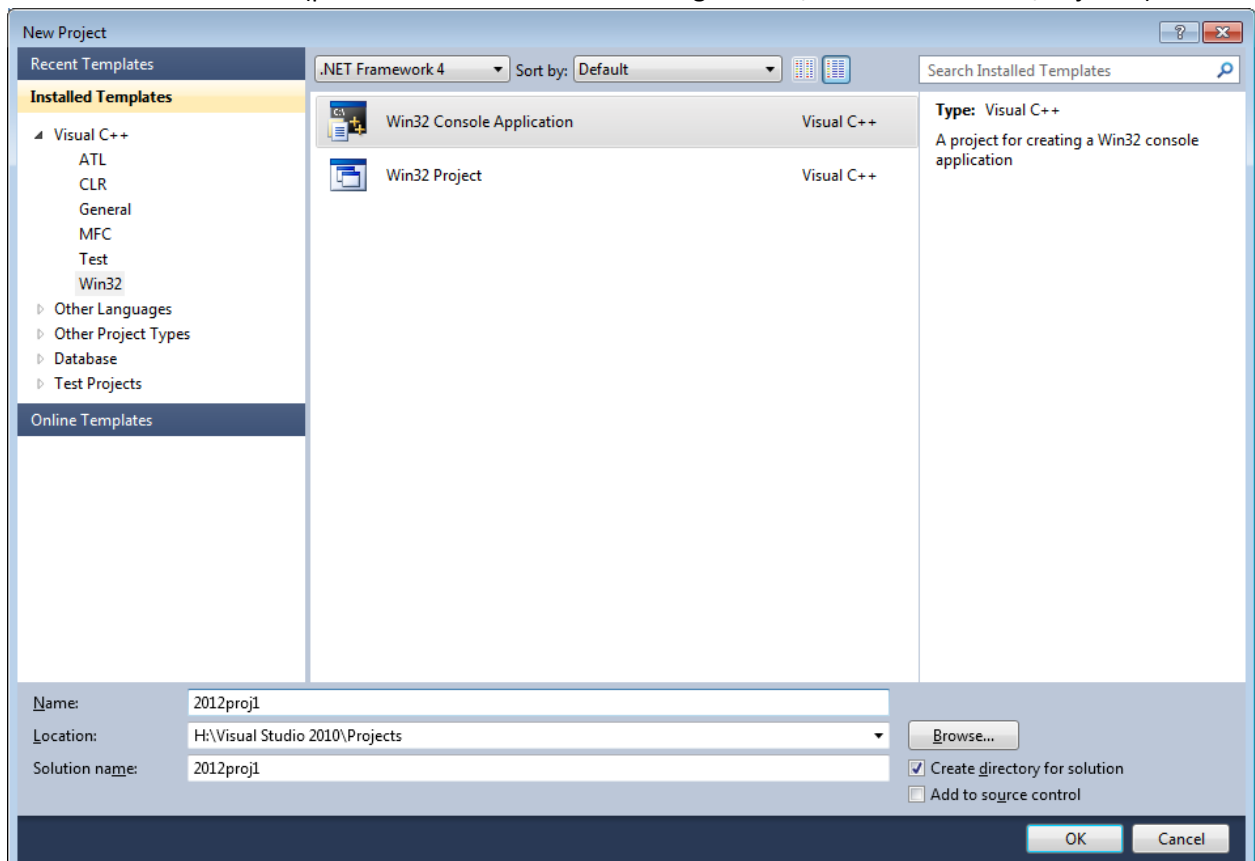 New Project
Recent Templates
Installed Templates
Visual C++
ATL
CLR
General
MFC
Test
Win32
Other Languages
Other Project Types
Database
Test Projects
Online Templates
.NET Framework 4 Sort by: Default
Win32 Console Application Visual C++
Win32 Project Visual C++
Search Installed Templates
Type: Visual C++
A project for creating a Win32 console
application
Name: 2012proj1
Location: H:\Visual Studio 2010\Projects
Browse...
Solution name: 2012proj1
Create directory for solution
Add to source control
OK Cancel